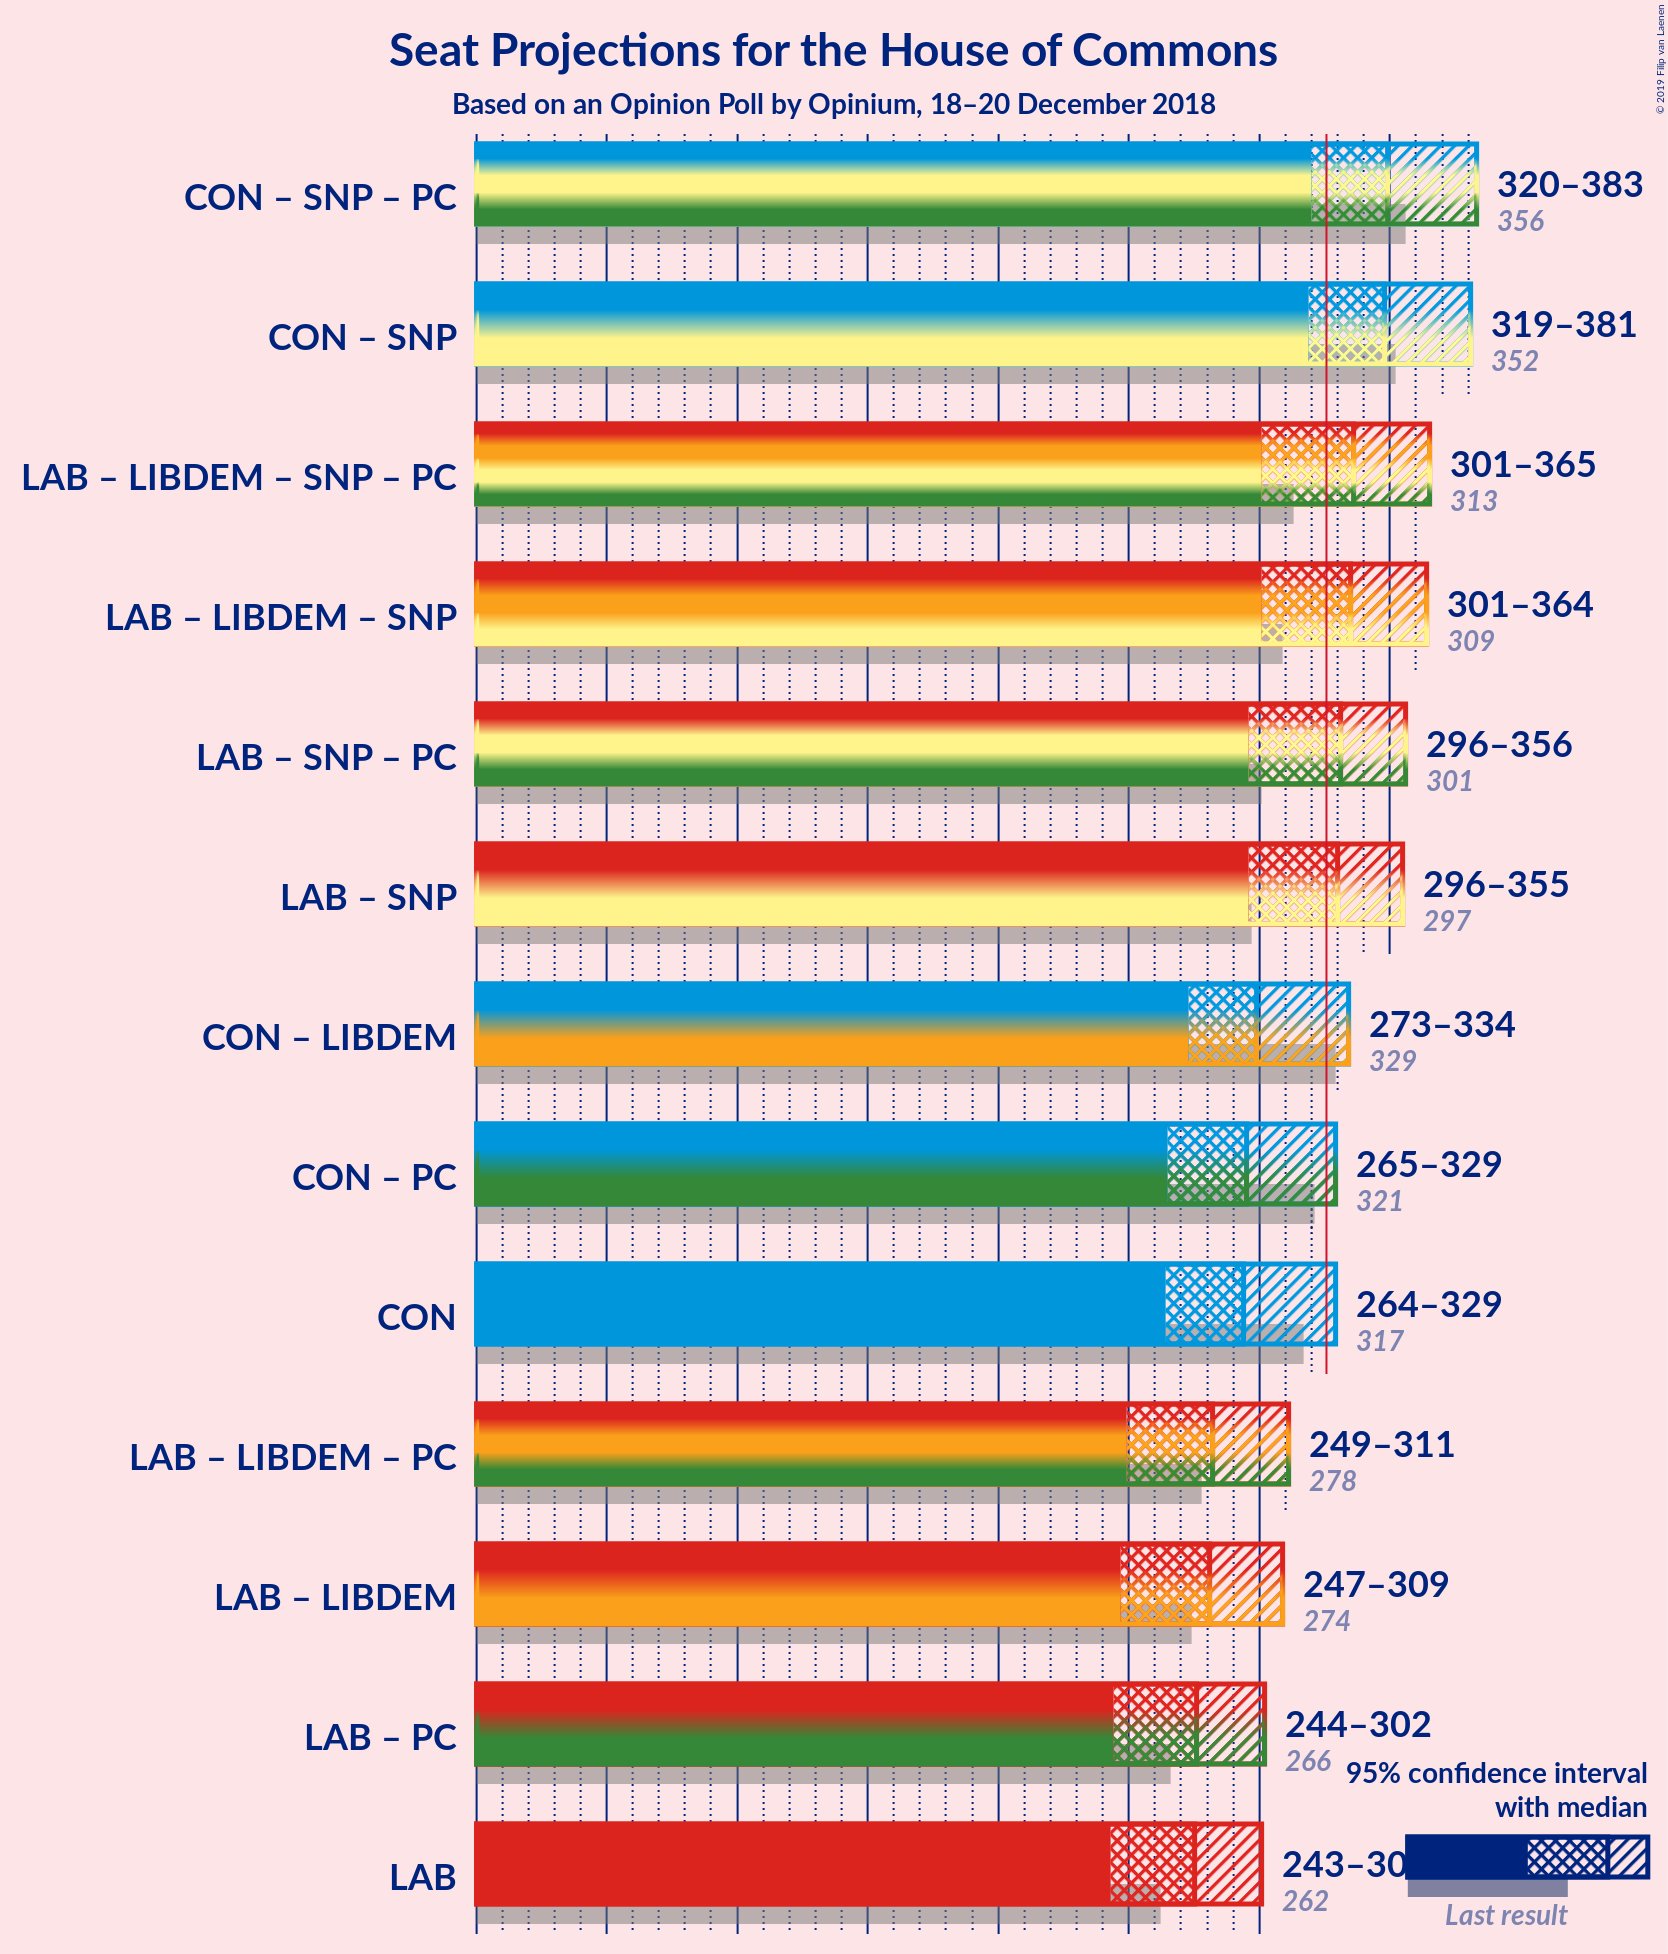 Seat Projections for the House of Commons
Based on an Opinion Poll by Opinium, 18–20 December 2018
© 2019 Filip van Laenen
CON – SNP – PC
320–383
356
CON – SNP
319–381
352
LAB – LIBDEM – SNP – PC
301–365
313
LAB – LIBDEM – SNP
301–364
309
LAB – SNP – PC
296–356
301
LAB – SNP
296–355
297
CON – LIBDEM
273–334
329
CON – PC
265–329
321
CON
264–329
317
LAB – LIBDEM – PC
249–311
278
LAB – LIBDEM
247–309
274
LAB – PC
244–302
266
LAB
243–30
262
95% confidence interval
with median
Last result